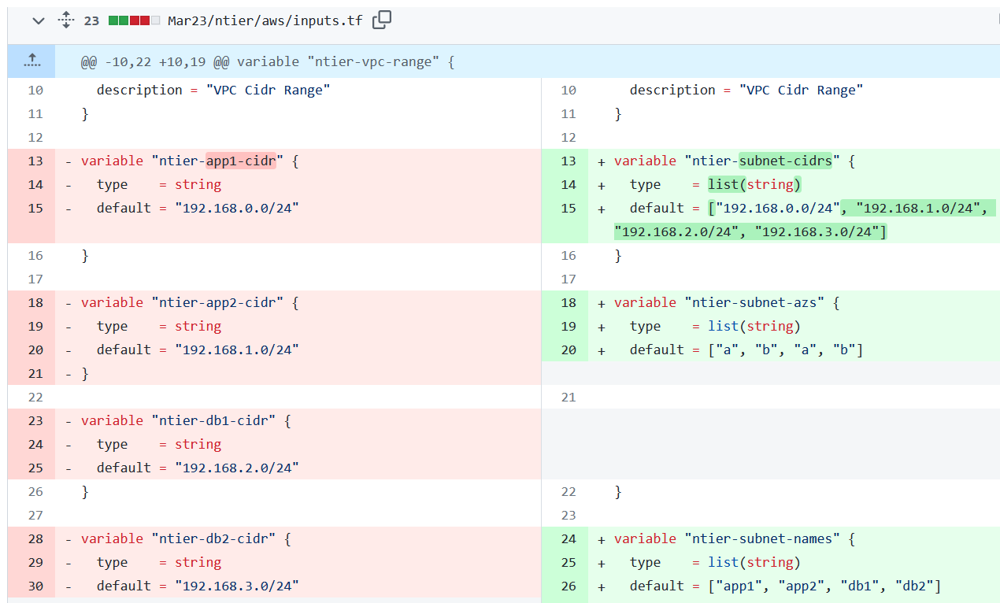 23 Mar23/ntier/aws/inputs.tf
@@ -10,22 +10,19 @@ variable "ntier-vpc-range" {
10   description = "VPC Cidr Range"
11 }
12
13 - variable "ntier-app1-cidr" {
14 -   type    = string
15 -   default = "192.168.0.0/24"
16 }
17
18 - variable "ntier-app2-cidr" {
19 -   type    = string
20 -   default = "192.168.1.0/24"
21 - }
22
23 - variable "ntier-db1-cidr" {
24 -   type    = string
25 -   default = "192.168.2.0/24"
26 }
27
28 - variable "ntier-db2-cidr" {
29 -   type    = string
30 -   default = "192.168.3.0/24"
10   description = "VPC Cidr Range"
11 }
12
13 + variable "ntier-subnet-cidrs" {
14 +   type    = list(string)
15 +   default = ["192.168.0.0/24", "192.168.1.0/24",
"192.168.2.0/24", "192.168.3.0/24"]
16 }
17
18 + variable "ntier-subnet-azs" {
19 +   type    = list(string)
20 +   default = ["a", "b", "a", "b"]
21
22 }
23
24 + variable "ntier-subnet-names" {
25 +   type    = list(string)
26 +   default = ["app1", "app2", "db1", "db2"]